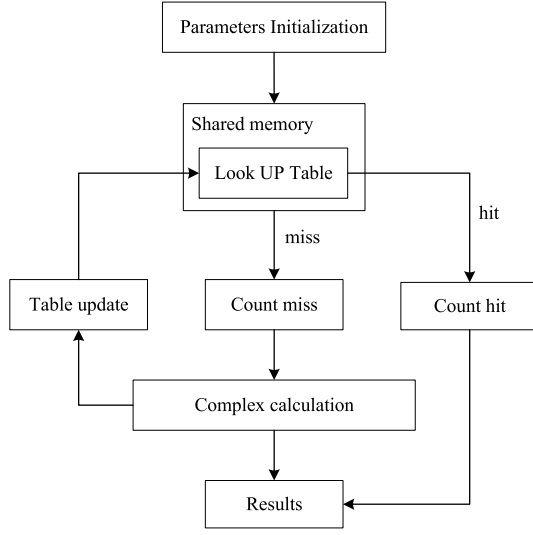 Parameters Initialization
Shared memory
Look UP Table
hit
miss
Table update
Count miss
Count hit
Complex calculation
Results